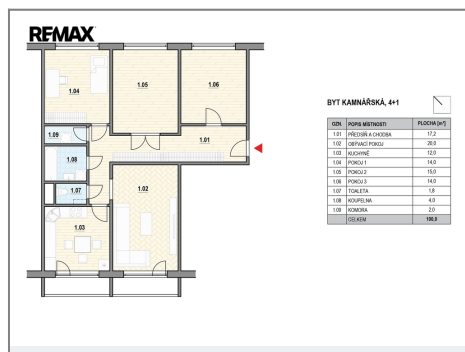 RE/MAX
1.04
1.05
1.06
1.09
1.01
1.08
1.07
1.02
1.03
BYT KAMNÁŘSKÁ, 4+1
OZN. POPIS MÍSTNOSTI PLOCHA [m²]
1.01 PŘEDSÍŇ A CHODBA 17,2
1.02 OBÝVACÍ POKOJ 20,0
1.03 KUCHYNĚ 12,0
1.04 POKOJ 1 14,0
1.05 POKOJ 2 15,0
1.06 POKOJ 3 14,0
1.07 TOALETA 1,8
1.08 KOUPELNA 4,0
1.09 KOMORA 2,0
CELKEM 100,0